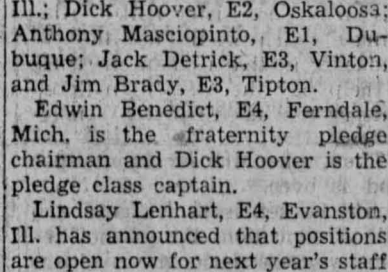 Ill.; Dick Hoover, E2, Oskaloosa;
Anthony Masciopinto, E1, Du-
buque; Jack Detrick, E3, Vinton,
and Jim Brady, E3, Tipton.
Edwin Benedict, E4, Ferndale,
Mich. is the fraternity pledge
chairman and Dick Hoover is the
pledge class captain.
Lindsay Lenhart, E4, Evanston,
Ill. has announced that positions
are open now for next year's staff